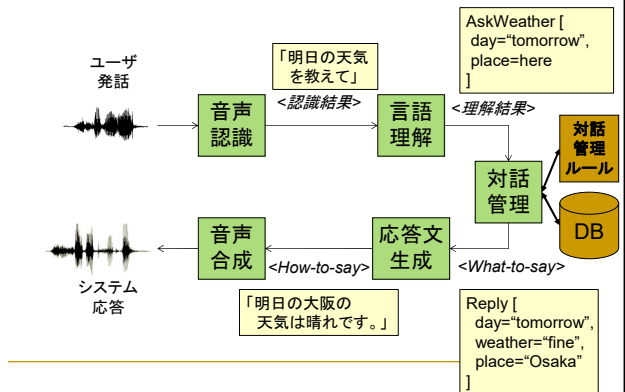 ユーザ
発話
「明日の天気
を教えて」
AskWeather [
day=“tomorrow”,
place=here
]
音声
認識
<認識結果>
言語
理解
<理解結果>
対話
管理
ルール
対話
管理
DB
音声
合成
<How-to-say>
応答文
生成
<What-to-say>
システム
応答
「明日の大阪の
天気は晴れです。」
Reply [
day=“tomorrow”,
weather=“fine”,
place=“Osaka”
]